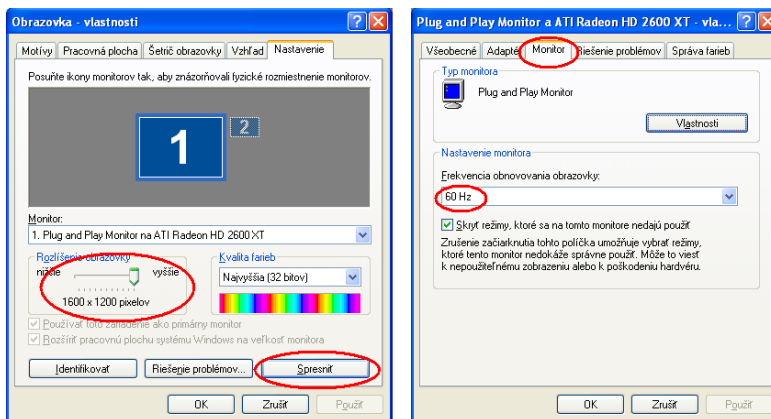 Obrazovka - vlastnosti
Motívy
Pracovná plocha
Šetrič obrazovky
Vzhľad
Nastavenie
Posuňte ikony monitorov tak, aby znázorňovali fyzické rozmiestnenie monitorov.
1
2
Monitor:
1. Plug and Play Monitor na ATI Radeon HD 2600 XT
Rozlíšenie obrazovky
nižšie
vyššie
1600 x 1200 pixelov
Kvalita farieb
Najvyššia (32 bitov)
Používať toto zariadenie ako primárny monitor
Rozšíriť pracovnú plochu systému Windows na veľkosť monitora
Identifikovať
Riešenie problémov...
Spresniť
OK
Zrušiť
Použiť
Plug and Play Monitor a ATI Radeon HD 2600 XT - vla...
Všeobecné
Adapté
Monitor
Riešenie problémov
Správa farieb
Typ monitora
Plug and Play Monitor
Vlastnosti
Nastavenie monitora
Frekvencia obnovovania obrazovky:
60 Hz
Skryť režimy, ktoré sa na tomto monitore nedajú použiť
Zrušenie začiarknutia tohto políčka umožňuje vybrať režimy,
ktoré tento monitor nedokáže správne použiť. Môže to viesť
k nepoužiteľnému zobrazeniu alebo k poškodeniu hardvéru.
OK
Zrušiť
Použiť